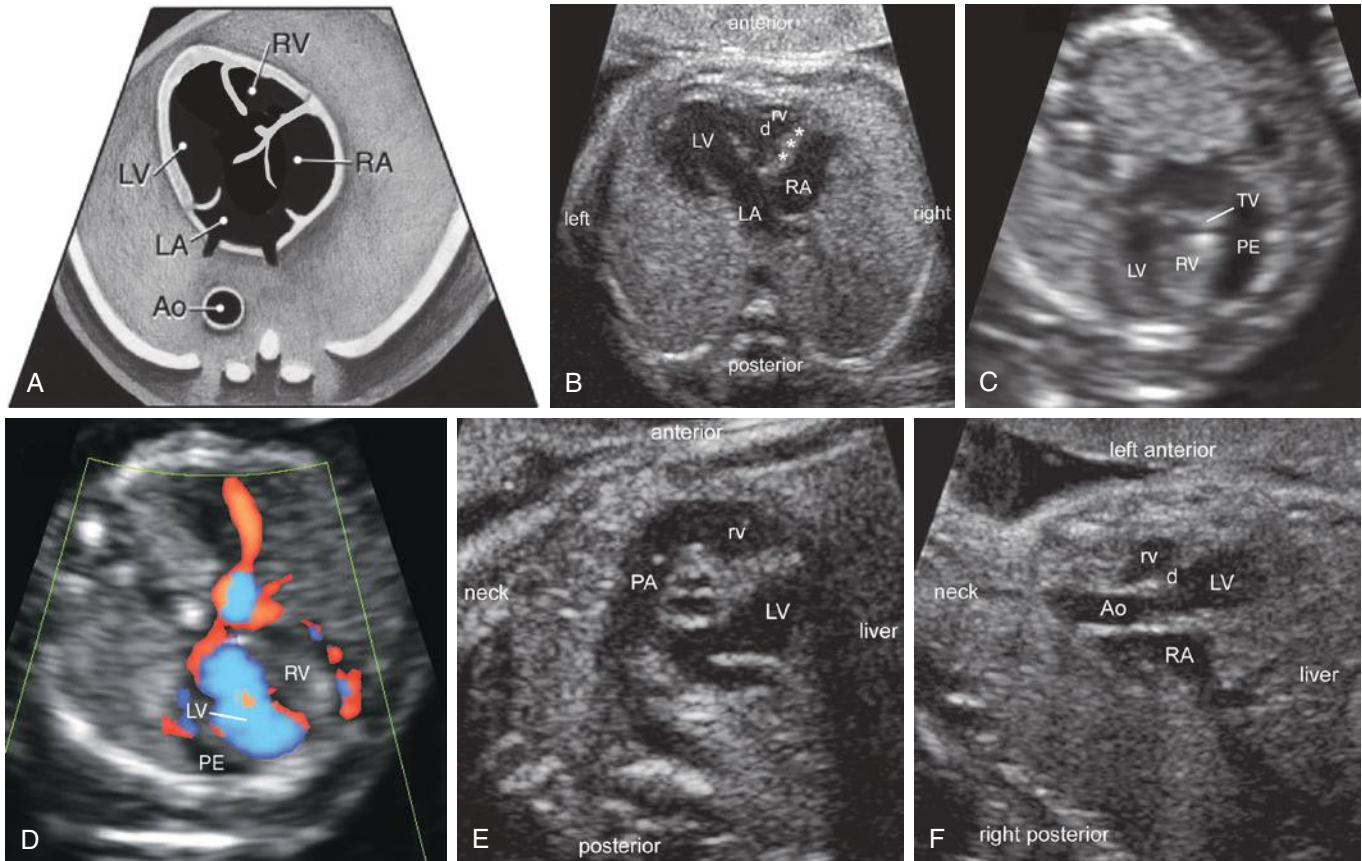 RV
LV
RA
LA
Ao
A
anterior
rv
d
*
*
*
LV
RA
LA
left
right
posterior
B
TV
PE
LV
RV
C
RV
LV
PE
D
anterior
rv
PA
neck
LV
liver
posterior
E
left anterior
rv
d
LV
neck
Ao
RA
liver
right posterior
F